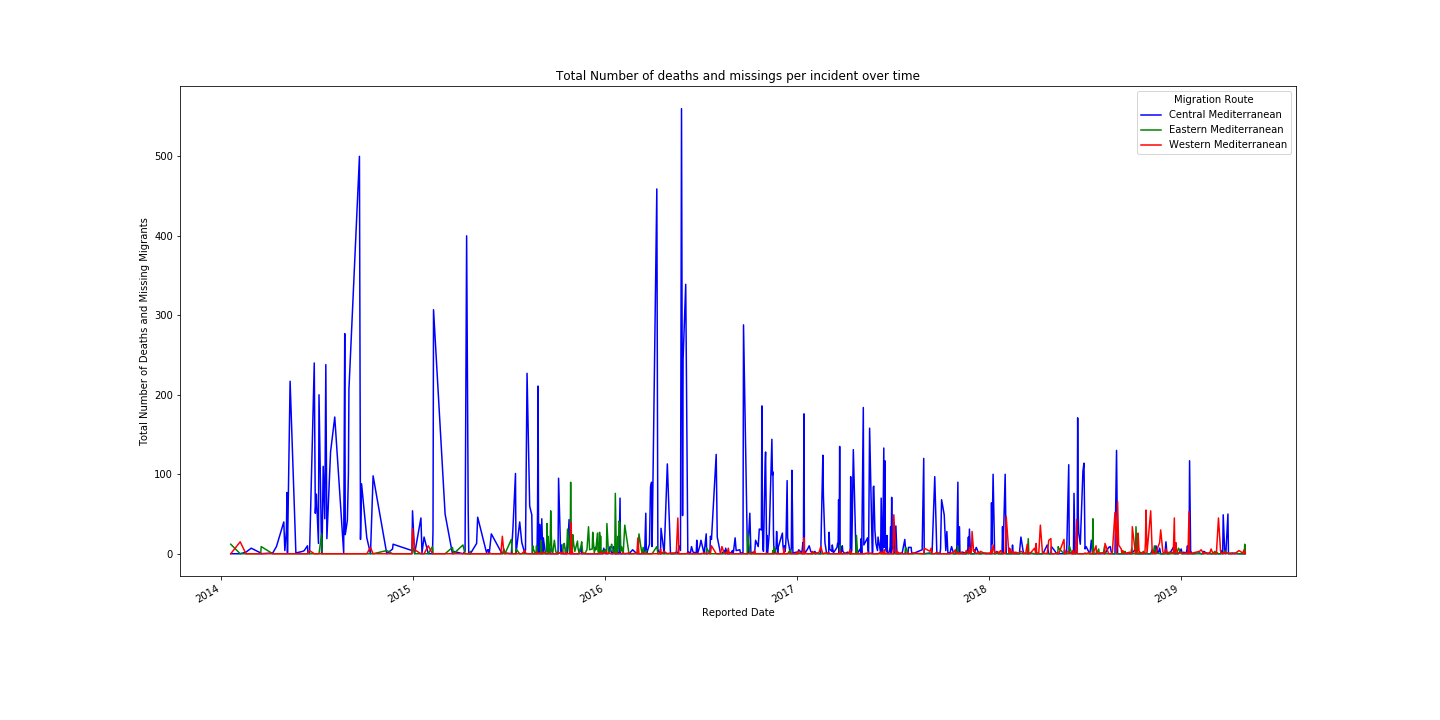 Total Number of deaths and missings per incident over time
Migration Route
Central Mediterranean
Eastern Mediterranean
Western Mediterranean
Total Number of Deaths and Missing Migrants
500
400
300
200
100
0
2014
2015
2016
2017
2018
2019
Reported Date